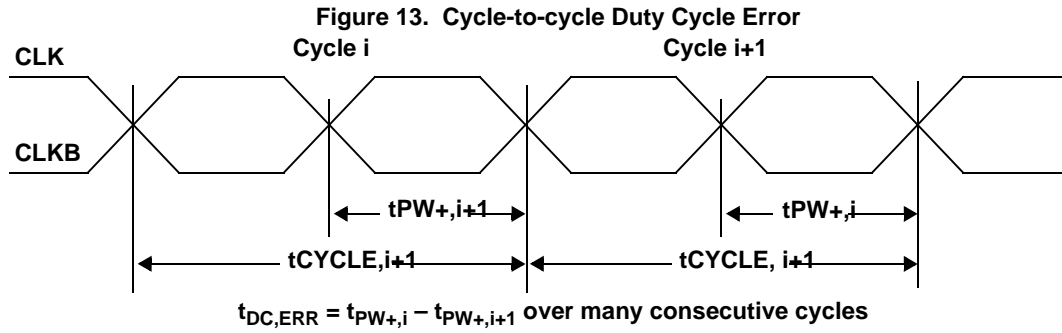 Figure 13. Cycle-to-cycle Duty Cycle Error
Cycle i Cycle i+1
CLK
CLKB
tPW+,i+1 tPW+,i
tCYCLE,i+1 tCYCLE, i+1
tDC,ERR = tPW+,i – tPW+,i+1 over many consecutive cycles